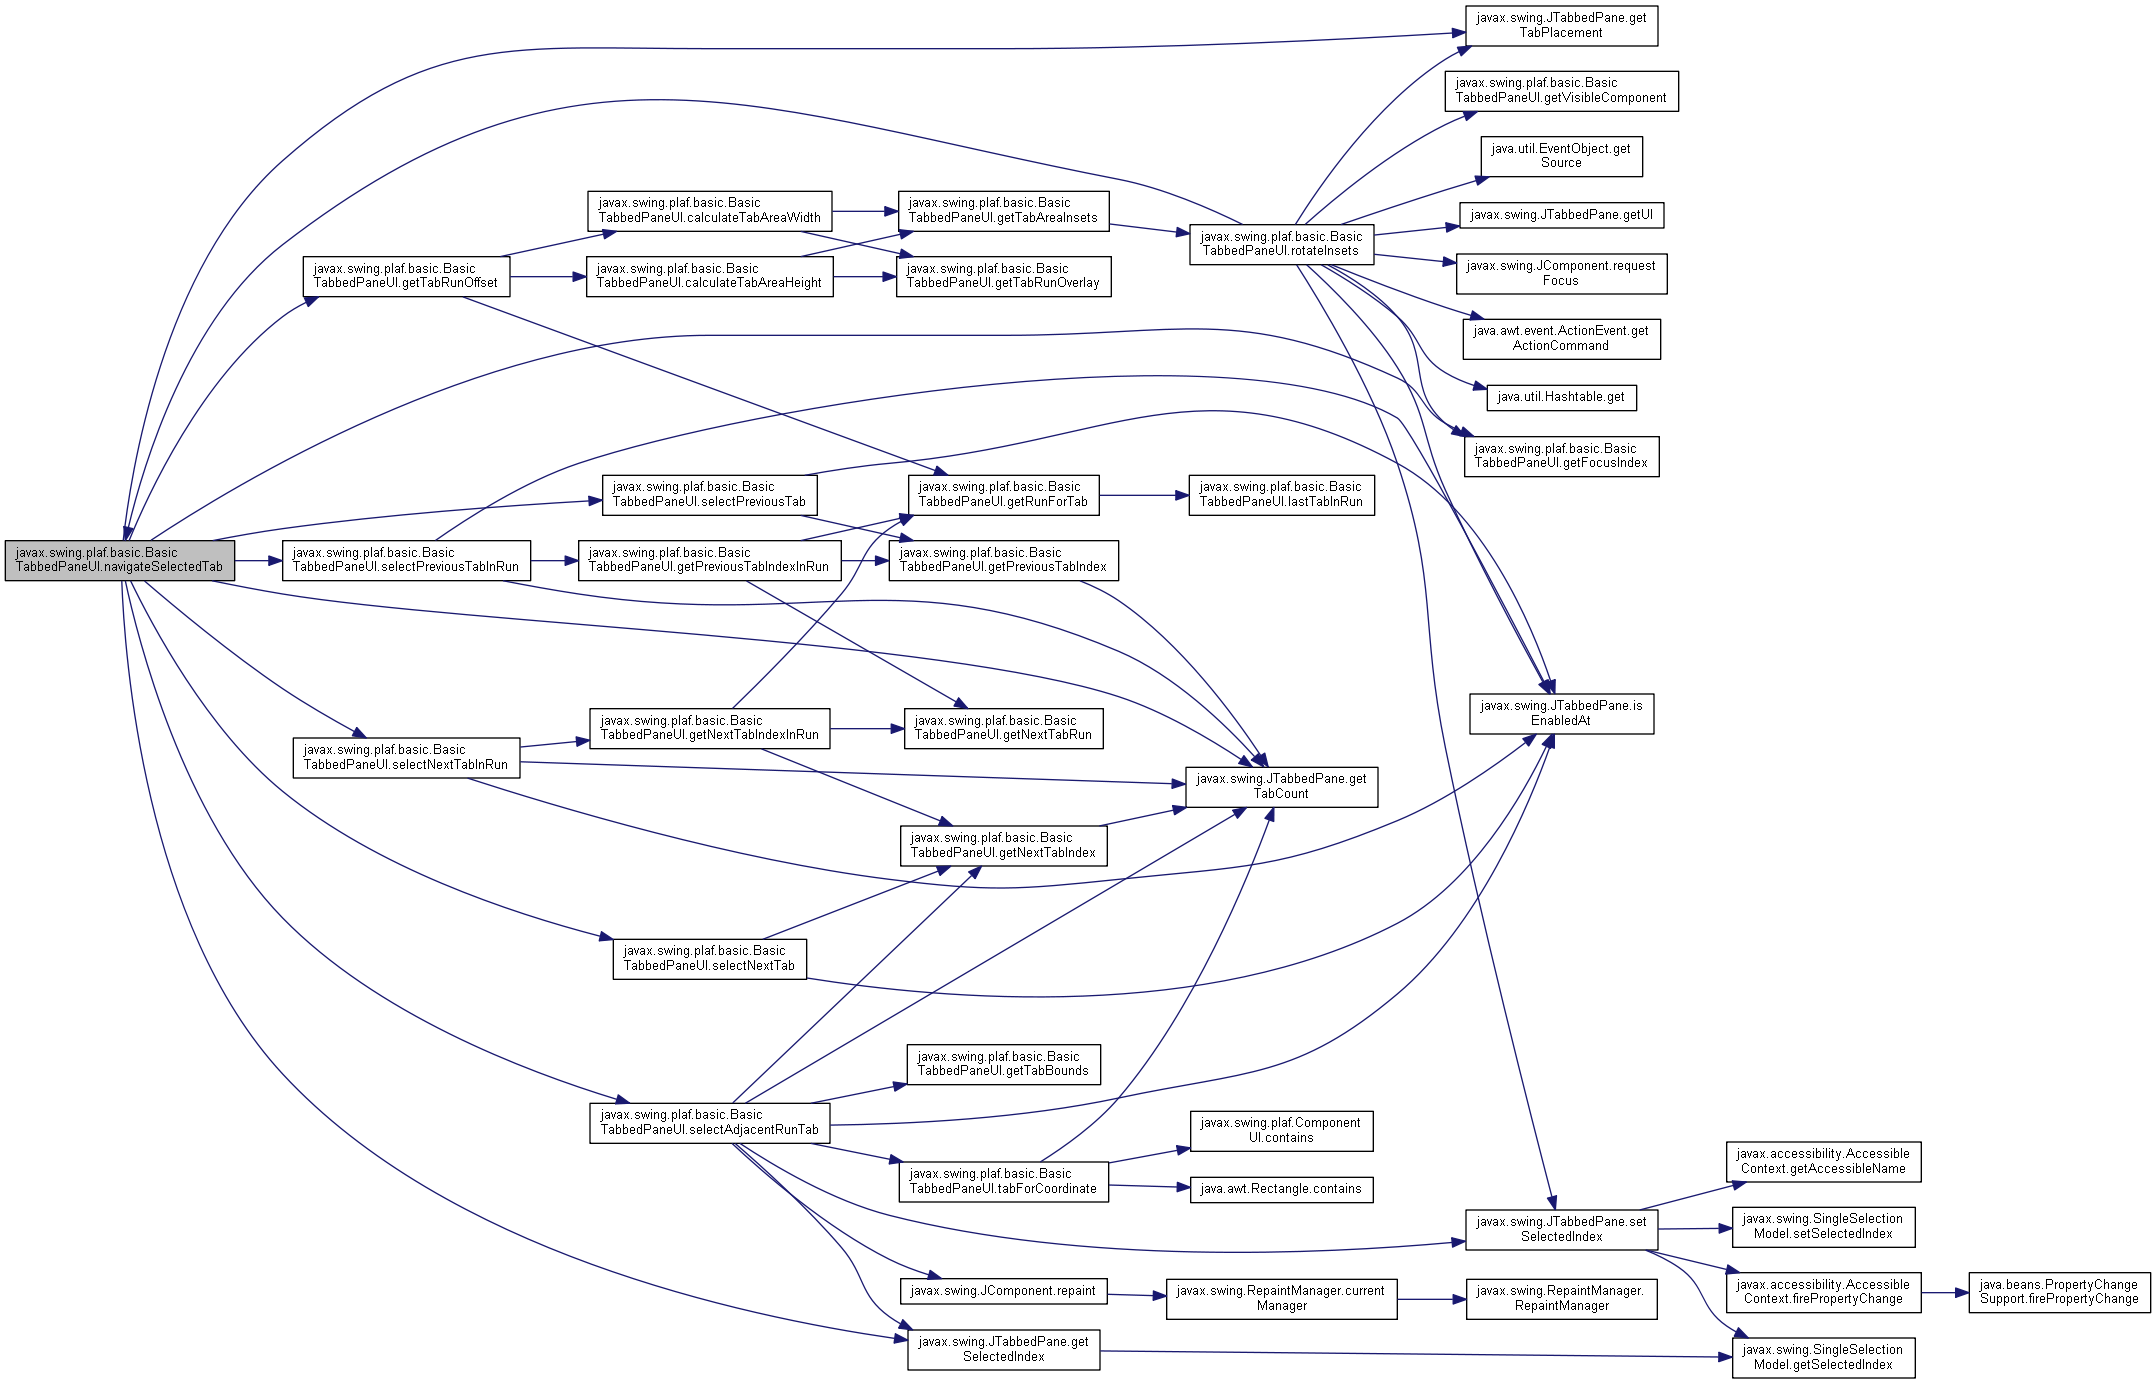 javax.swing.JTabbedPane.get
TabPlacement
javax.swing.plaf.basic.Basic
TabbedPaneUI.getVisibleComponent
java.util.EventObject.get
Source
javax.swing.JTabbedPane.getUI
javax.swing.plaf.basic.Basic
TabbedPaneUI.calculateTabAreaWidth
javax.swing.plaf.basic.Basic
TabbedPaneUI.getTabAreaInsets
javax.swing.plaf.basic.Basic
TabbedPaneUI.rotateInsets
javax.swing.plaf.basic.Basic
TabbedPaneUI.getTabRunOffset
javax.swing.plaf.basic.Basic
TabbedPaneUI.calculateTabAreaHeight
javax.swing.plaf.basic.Basic
TabbedPaneUI.getTabRunOverlay
javax.swing.JComponent.request
Focus
java.awt.event.ActionEvent.get
ActionCommand
java.util.Hashtable.get
javax.swing.plaf.basic.Basic
TabbedPaneUI.getFocusIndex
javax.swing.plaf.basic.Basic
TabbedPaneUI.selectPreviousTab
javax.swing.plaf.basic.Basic
TabbedPaneUI.getRunForTab
javax.swing.plaf.basic.Basic
TabbedPaneUI.lastTabInRun
javax.swing.plaf.basic.Basic
TabbedPaneUI.navigateSelectedTab
javax.swing.plaf.basic.Basic
TabbedPaneUI.selectPreviousTabInRun
javax.swing.plaf.basic.Basic
TabbedPaneUI.getPreviousTabIndexInRun
javax.swing.plaf.basic.Basic
TabbedPaneUI.getPreviousTabIndex
javax.swing.JTabbedPane.is
EnabledAt
javax.swing.plaf.basic.Basic
TabbedPaneUI.selectNextTabInRun
javax.swing.plaf.basic.Basic
TabbedPaneUI.getNextTabIndexInRun
javax.swing.plaf.basic.Basic
TabbedPaneUI.getNextTabRun
javax.swing.JTabbedPane.get
TabCount
javax.swing.plaf.basic.Basic
TabbedPaneUI.getNextTabIndex
javax.swing.plaf.basic.Basic
TabbedPaneUI.selectNextTab
javax.swing.plaf.basic.Basic
TabbedPaneUI.getTabBounds
javax.swing.plaf.basic.Basic
TabbedPaneUI.selectAdjacentRunTab
javax.swing.plaf.Component
UI.contains
javax.swing.plaf.basic.Basic
TabbedPaneUI.tabForCoordinate
java.awt.Rectangle.contains
javax.swing.JTabbedPane.set
SelectedIndex
javax.accessibility.Accessible
Context.getAccessibleName
javax.swing.SingleSelection
Model.setSelectedIndex
javax.accessibility.Accessible
Context.firePropertyChange
java.beans.PropertyChange
Support.firePropertyChange
javax.swing.JComponent.repaint
javax.swing.RepaintManager.current
Manager
javax.swing.RepaintManager.
RepaintManager
javax.swing.JTabbedPane.get
SelectedIndex
javax.swing.SingleSelection
Model.getSelectedIndex